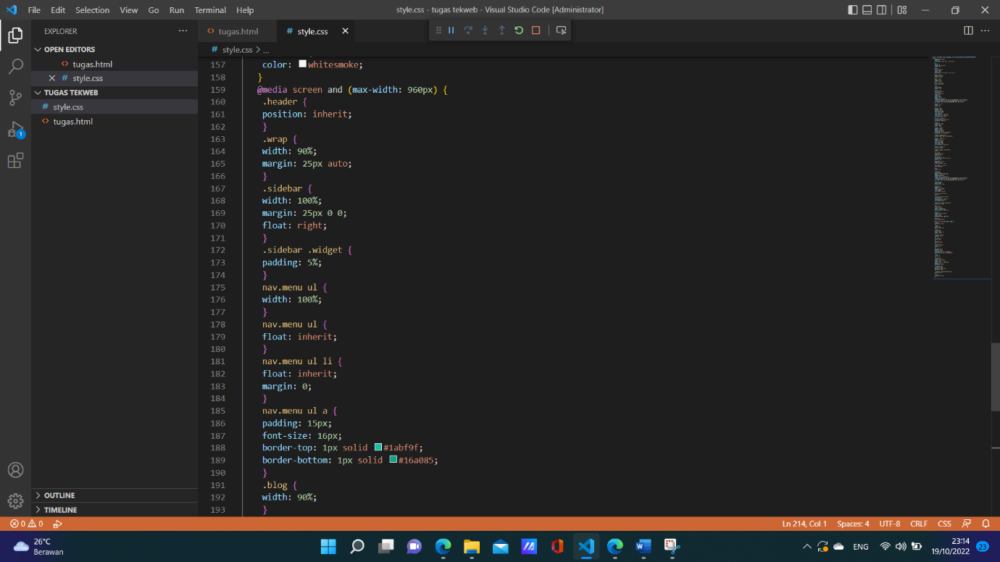 File Edit Selection View Go Run Terminal Help
style.css - tugas tekweb - Visual Studio Code [Administrator]
EXPLORER
OPEN EDITORS
tugas.html
style.css
TUGAS TEKWEB
style.css
tugas.html
OUTLINE
TIMELINE
tugas.html
# style.css
# style.css > ...
157 color: whitesmoke;
158 }
159 @media screen and (max-width: 960px) {
160 .header {
161 position: inherit;
162 }
163 .wrap {
164 width: 90%;
165 margin: 25px auto;
166 }
167 .sidebar {
168 width: 100%;
169 margin: 25px 0 0;
170 float: right;
171 }
172 .sidebar .widget {
173 padding: 5%;
174 }
175 nav.menu ul {
176 width: 100%;
177 }
178 nav.menu ul {
179 float: inherit;
180 }
181 nav.menu ul li {
182 float: inherit;
183 margin: 0;
184 }
185 nav.menu ul a {
186 padding: 15px;
187 font-size: 16px;
188 border-top: 1px solid #1abf9f;
189 border-bottom: 1px solid #16a085;
190 }
191 .blog {
192 width: 90%;
193 }
1
0 0
Ln 214, Col 1 Spaces: 4 UTF-8 CRLF CSS
26°C
Berawan
ENG
23:14
19/10/2022
23